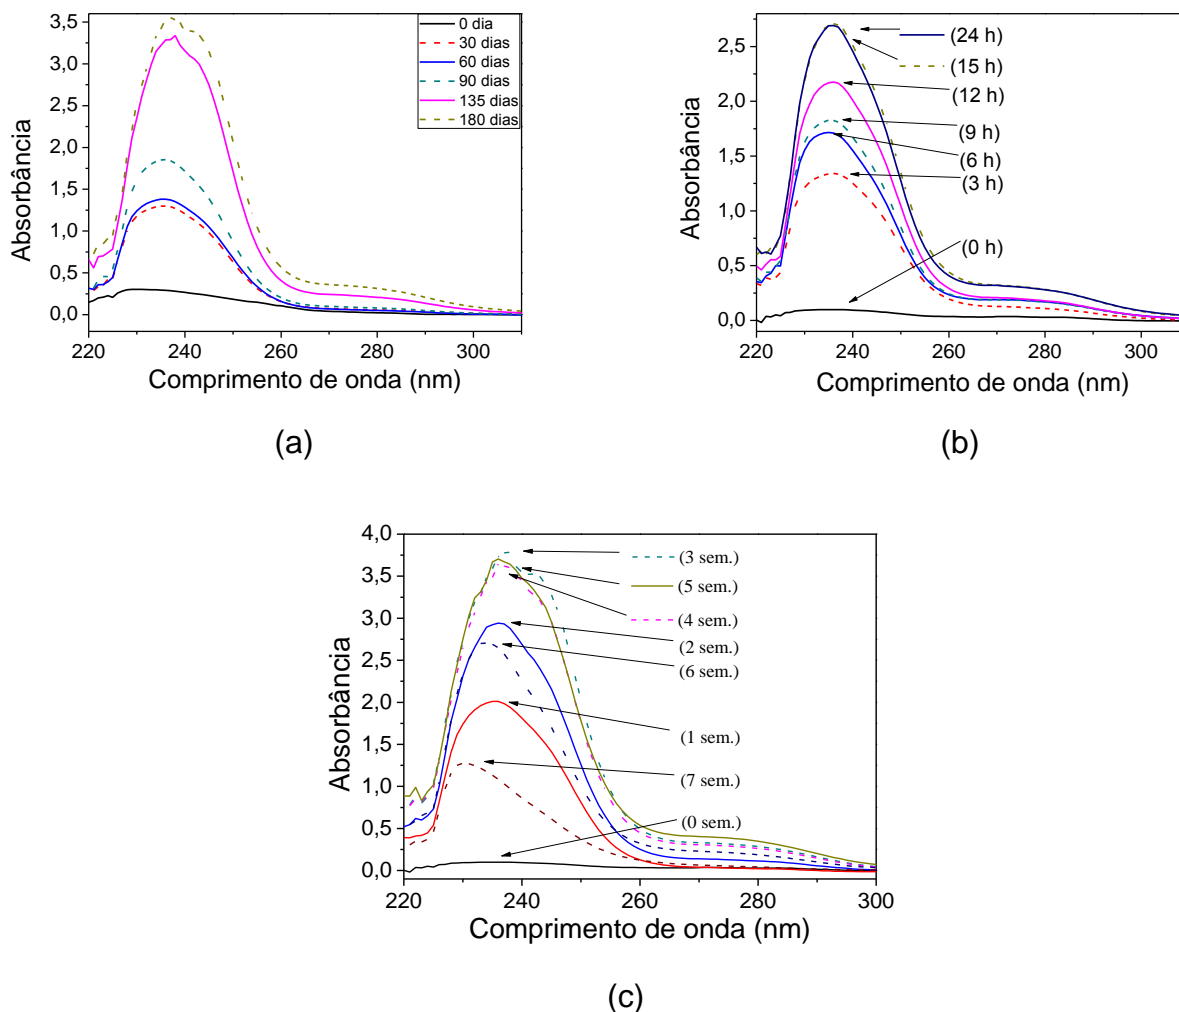 3,5
3,0
2,5
2,0
1,5
1,0
0,5
0,0
Absorbância
0 dia
30 dias
60 dias
90 dias
135 dias
180 dias
220 240 260 280 300
Comprimento de onda (nm)
(a)
2,5
2,0
1,5
1,0
0,5
0,0
Absorbância
(24 h)
(15 h)
(12 h)
(9 h)
(6 h)
(3 h)
(0 h)
220 240 260 280 300
Comprimento de onda (nm)
(b)
4,0
3,5
3,0
2,5
2,0
1,5
1,0
0,5
0,0
Absorbância
(3 sem.)
(5 sem.)
(4 sem.)
(2 sem.)
(6 sem.)
(1 sem.)
(7 sem.)
(0 sem.)
220 240 260 280 300
Comprimento de onda (nm)
(c)